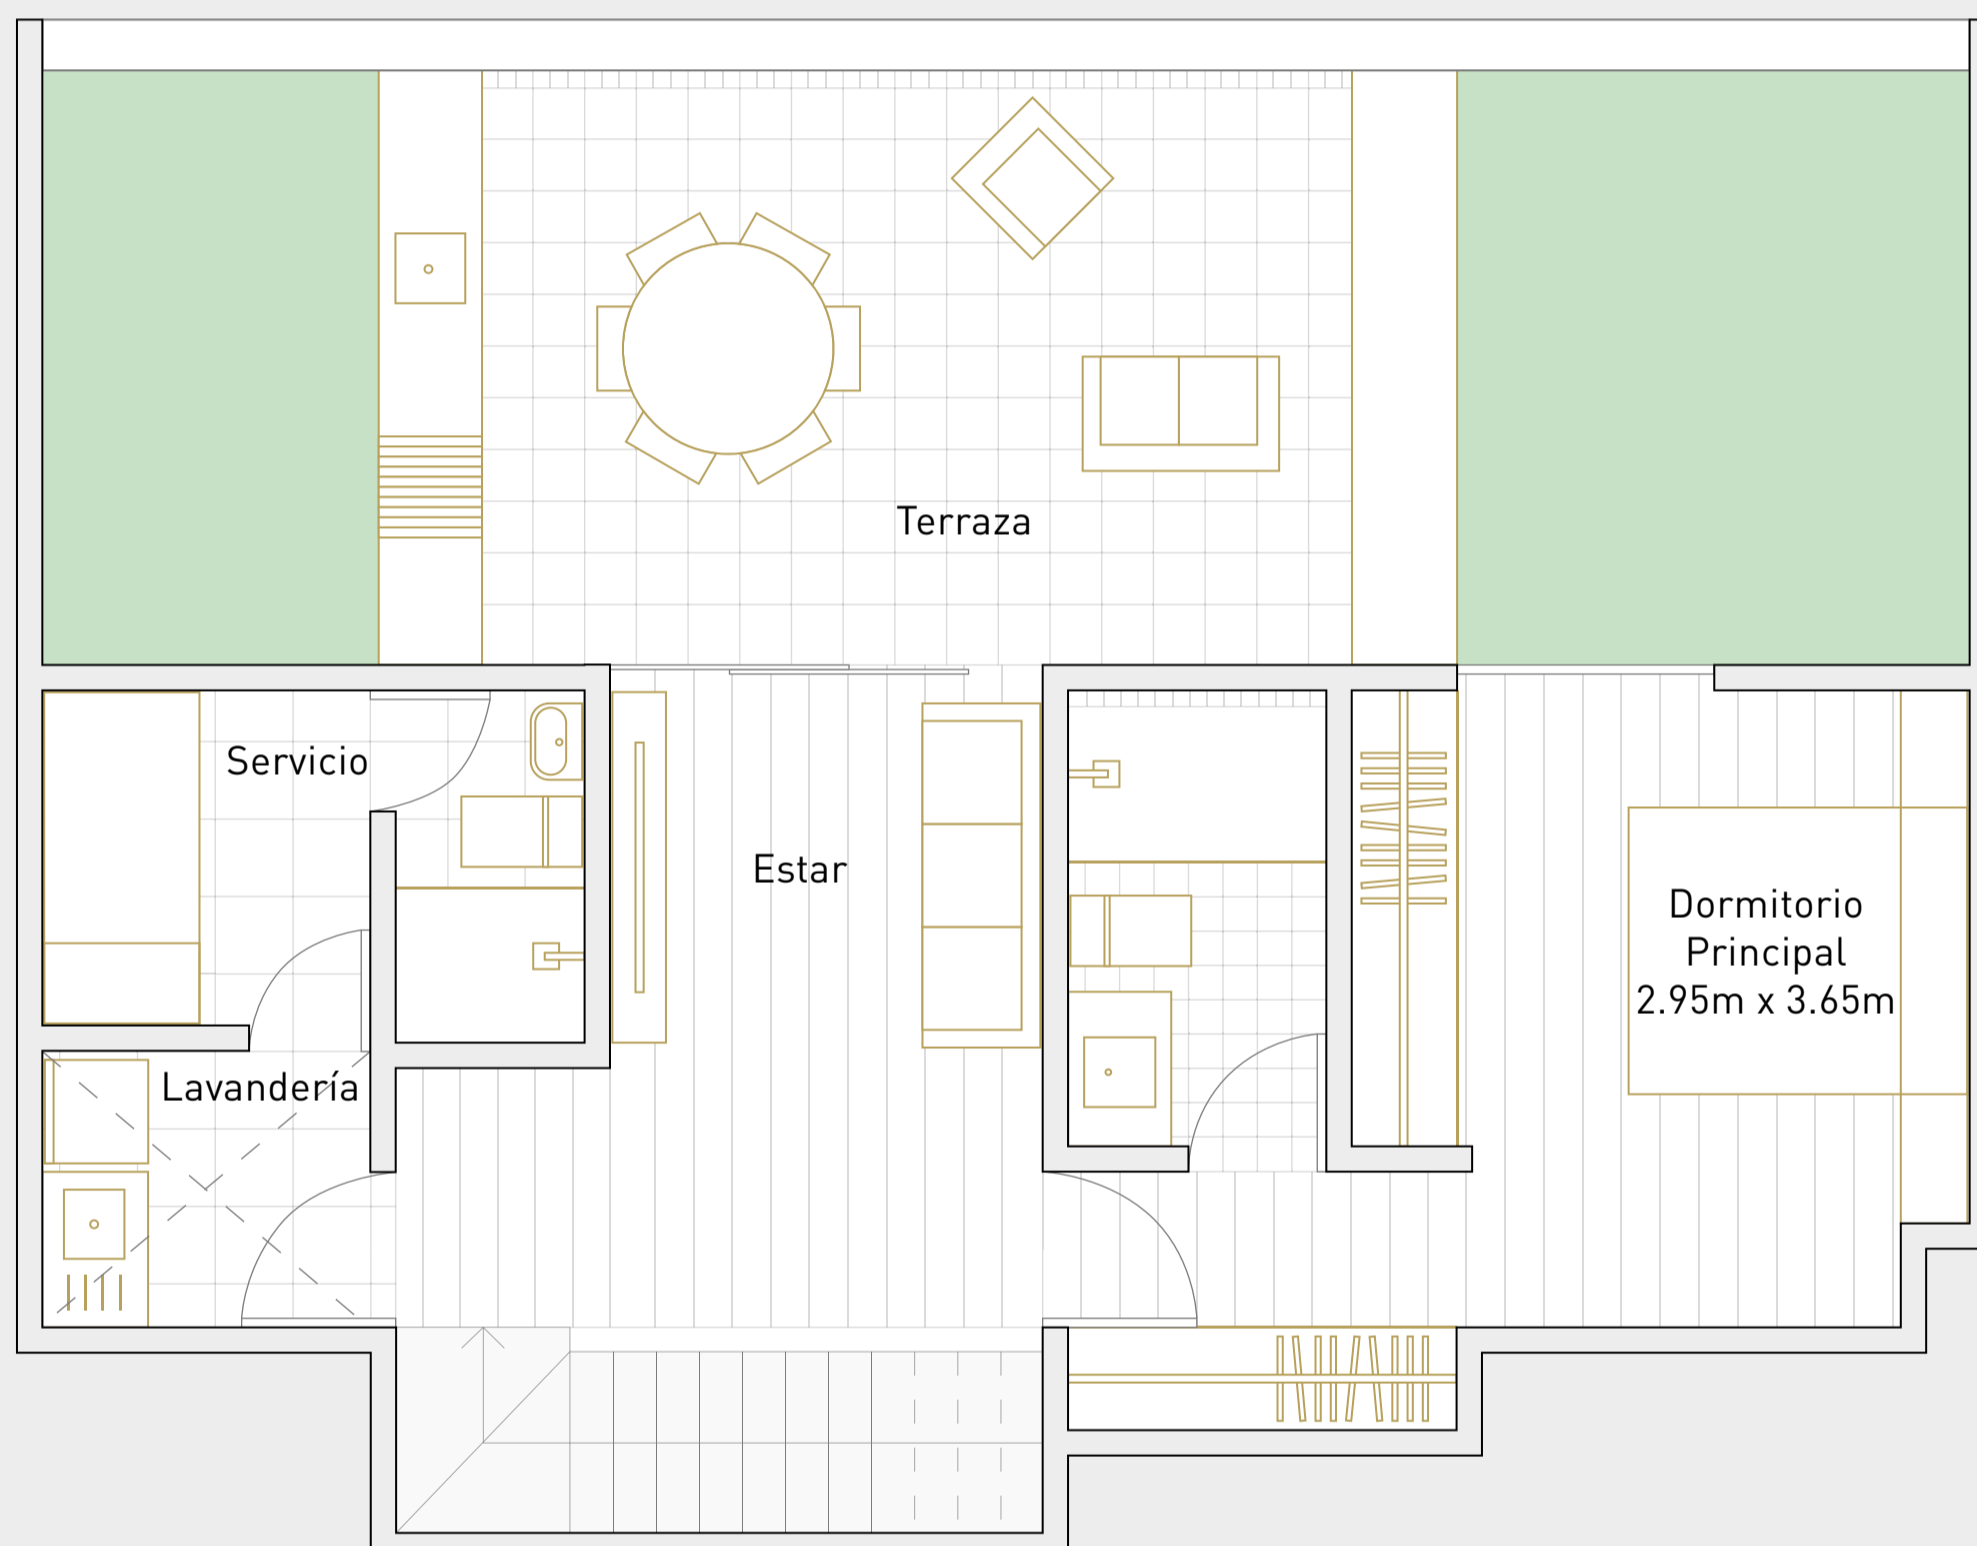 Terraza
Servicio
Estar
Dormitorio
Principal
2.95m x 3.65m
Lavandería